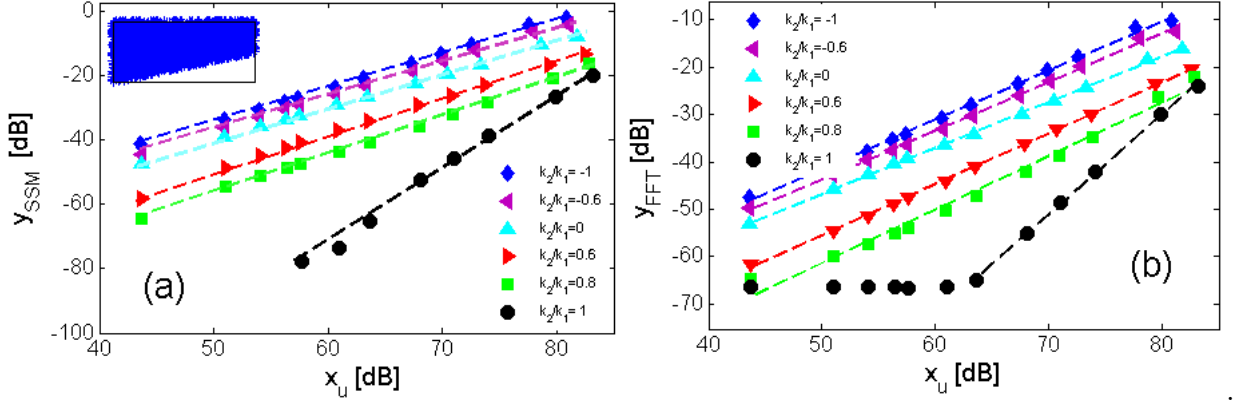 0
-20
-40
-60
-80
-100
40 50 60 70 80
y_SSM [dB]
x_u [dB]
(a)
k_2/k_1= -1
k_2/k_1=-0.6
k_2/k_1=0
k_2/k_1=0.6
k_2/k_1=0.8
k_2/k_1= 1
-10
-20
-30
-40
-50
-60
-70
40 50 60 70 80
y_FFT [dB]
x_u [dB]
(b)
k_2/k_1= -1
k_2/k_1=-0.6
k_2/k_1=0
k_2/k_1=0.6
k_2/k_1=0.8
k_2/k_1= 1
.